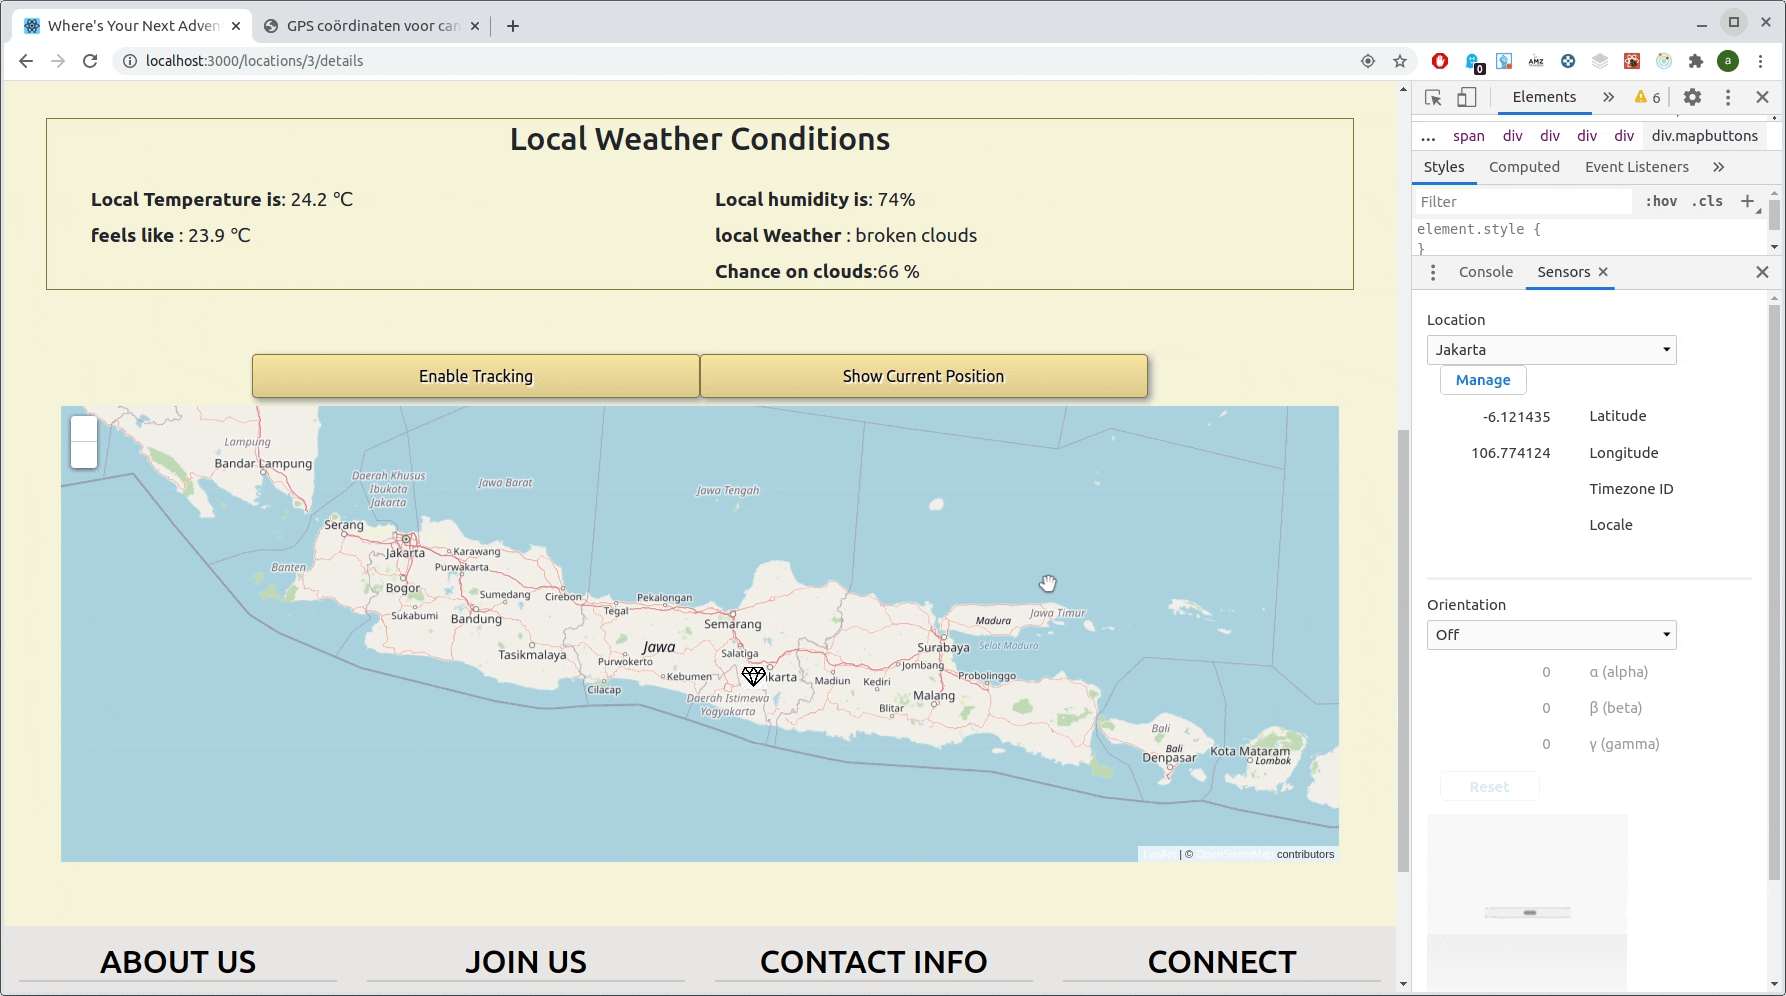 Where's Your Next Adven
GPS coördinaten voor can
localhost:3000/locations/3/details
0
AMZ
a
Local Weather Conditions
Local Temperature is: 24.2 ℃
feels like : 23.9 ℃
Local humidity is: 74%
local Weather : broken clouds
Chance on clouds:66 %
Enable Tracking
Show Current Position
Lampung
Bandar Lampung
Daerah Khusus
Ibukota
Jakarta
Jawa Barat
Jawa Tengah
Serang
Jakarta
Karawang
Banten
Purwakarta
Bogor
Sumedang
Cirebon
Pekalongan
Tegal
Sukabumi
Bandung
Semarang
Madura
Jawa Timur
Tasikmalaya
Jawa
Salatiga
Surabaya
Selat Madura
Purwokerto
Jombang
Kebumen
karta
Madiun
Kediri
Probolinggo
Cilacap
Daerah Istimewa
Yogyakarta
Malang
Blitar
Bali
Bali
Denpasar
Kota Mataram
Lombok
Leaflet | © OpenStreetMap contributors
ABOUT US
JOIN US
CONTACT INFO
CONNECT
Elements
6
... span div div div div div.mapbuttons
Styles Computed Event Listeners
Filter
:hov .cls
element.style {
}
Console Sensors
Location
Jakarta
Manage
-6.121435 Latitude
106.774124 Longitude
Timezone ID
Locale
Orientation
Off
0 α (alpha)
0 β (beta)
0 γ (gamma)
Reset